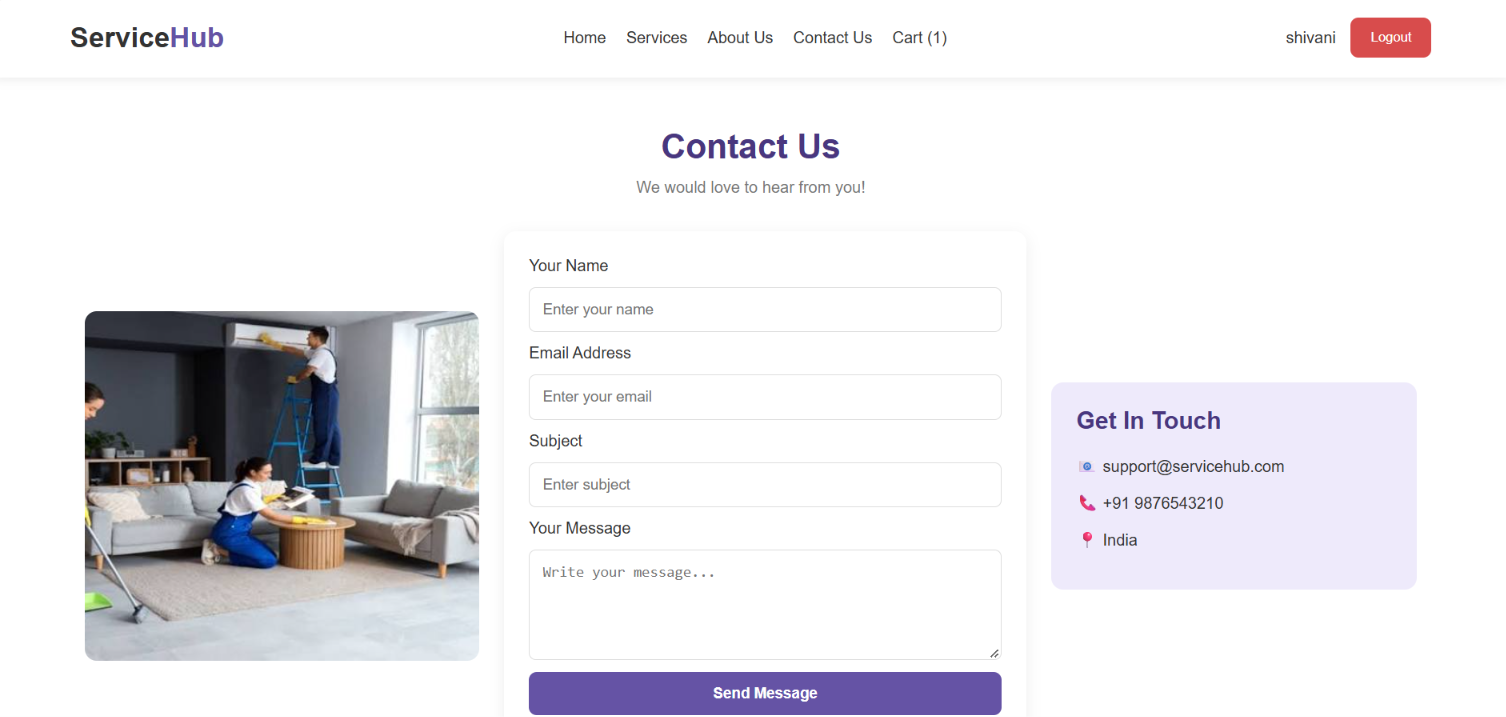 ServiceHub
Home Services About Us Contact Us Cart (1)
shivani Logout
Contact Us
We would love to hear from you!
Your Name
Enter your name
Email Address
Enter your email
Subject
Enter subject
Your Message
Write your message...
Send Message
Get In Touch
support@servicehub.com
+91 9876543210
India